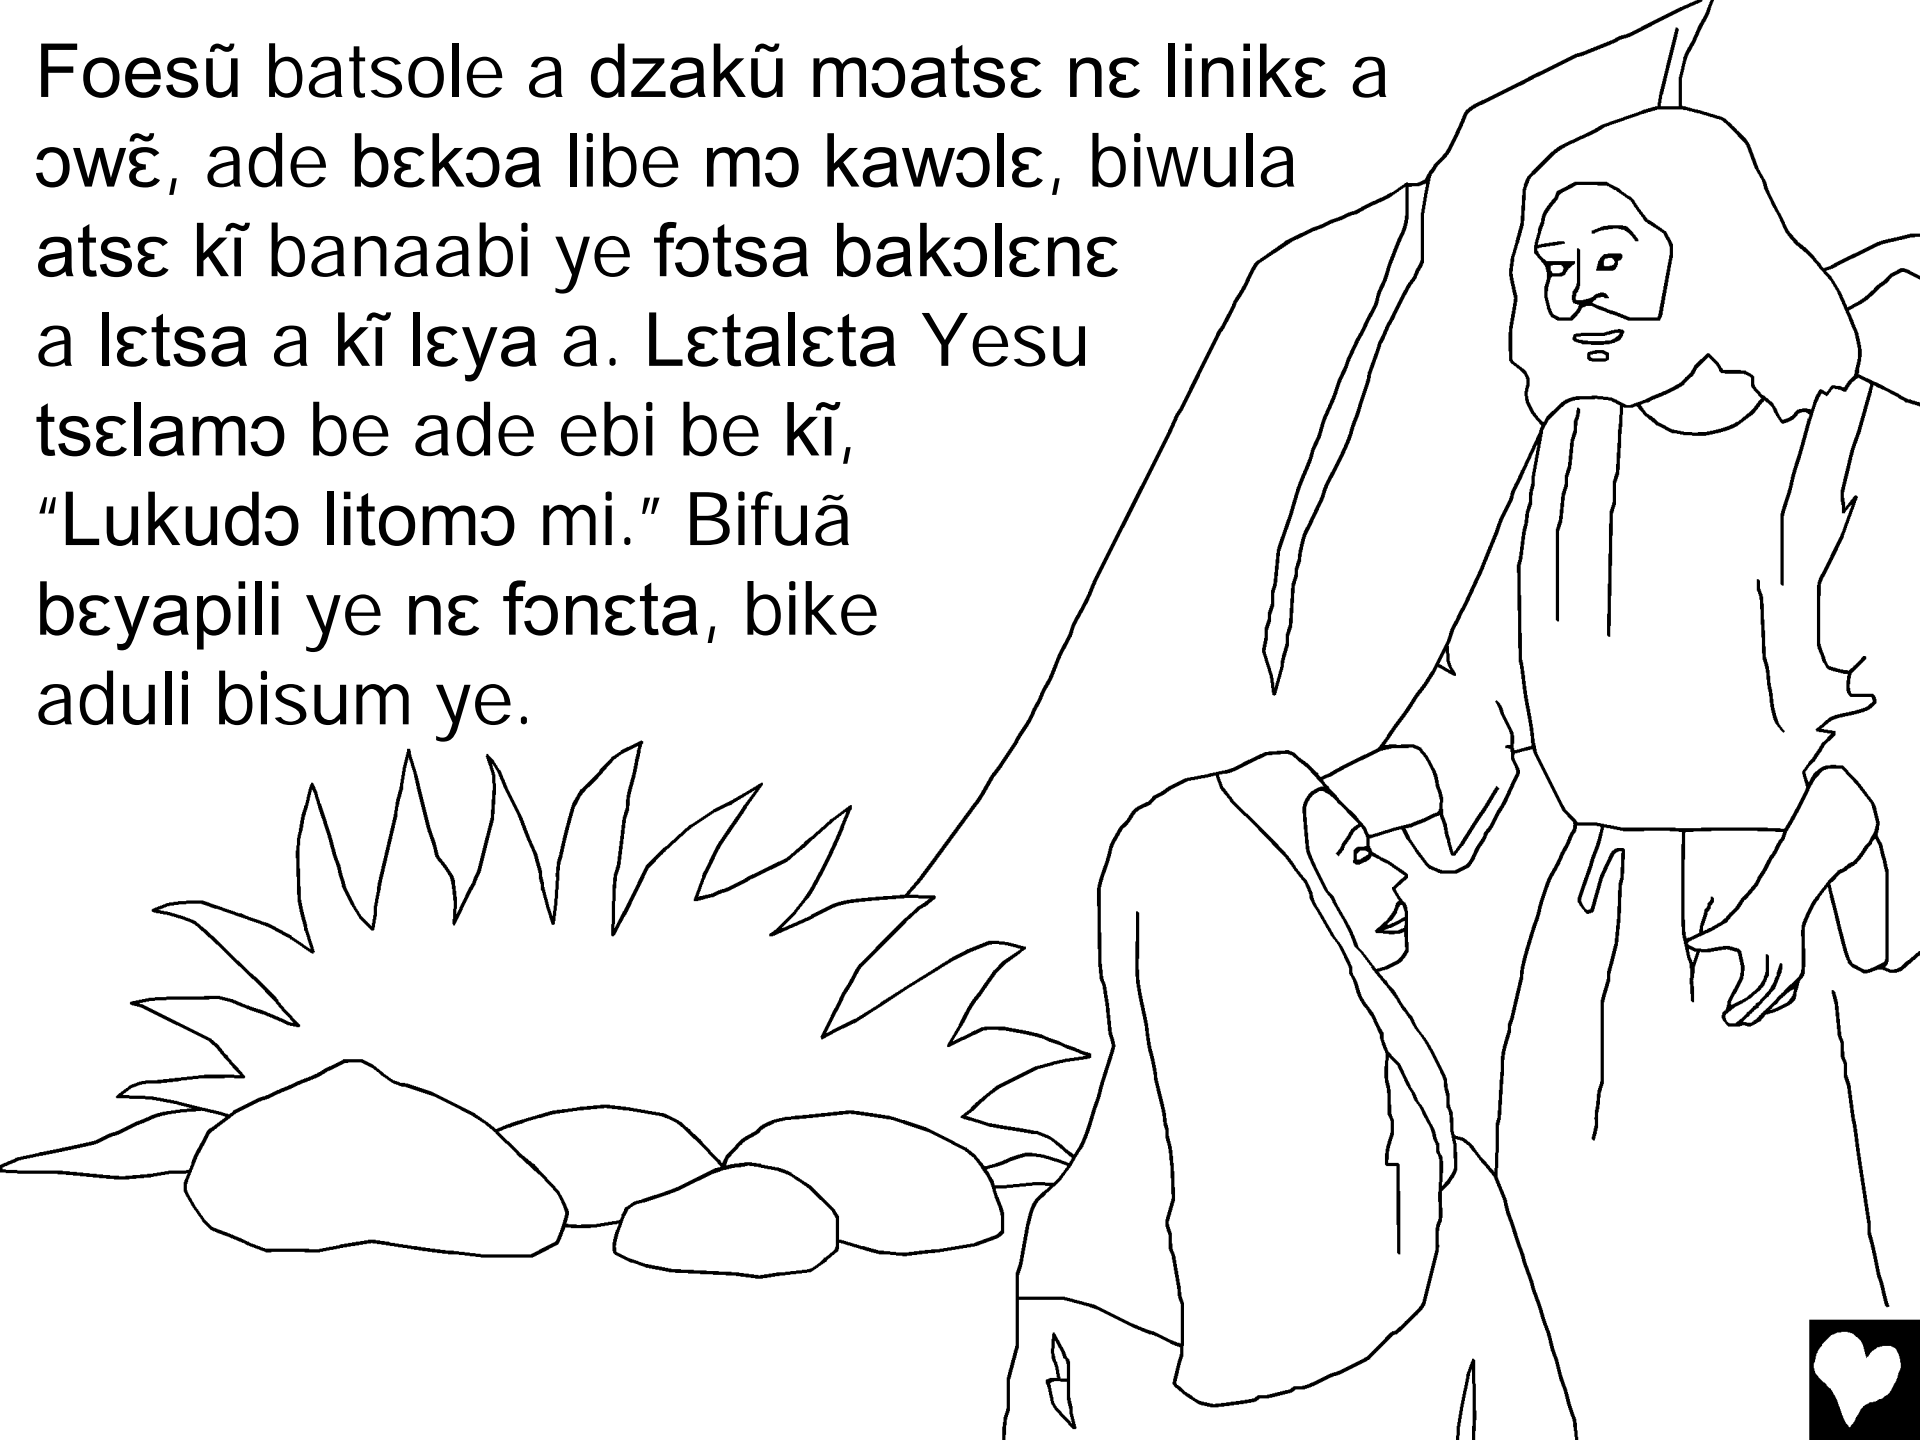 Foesũ batsole a dzakũ mɔatsɛ nɛ linikɛ a
ɔwɛ̃, ade bɛkɔa libe mɔ kawɔlɛ, biwula
atsɛ kĩ banaabi ye fɔtsa bakɔlɛnɛ
a lɛtsa a kĩ lɛya a. Lɛtalɛta Yesu
tsɛlamɔ be ade ebi be kĩ,
“Lukudɔ litomɔ mi.” Bifuã
bɛyapili ye nɛ fɔnɛta, bike
aduli bisum ye.